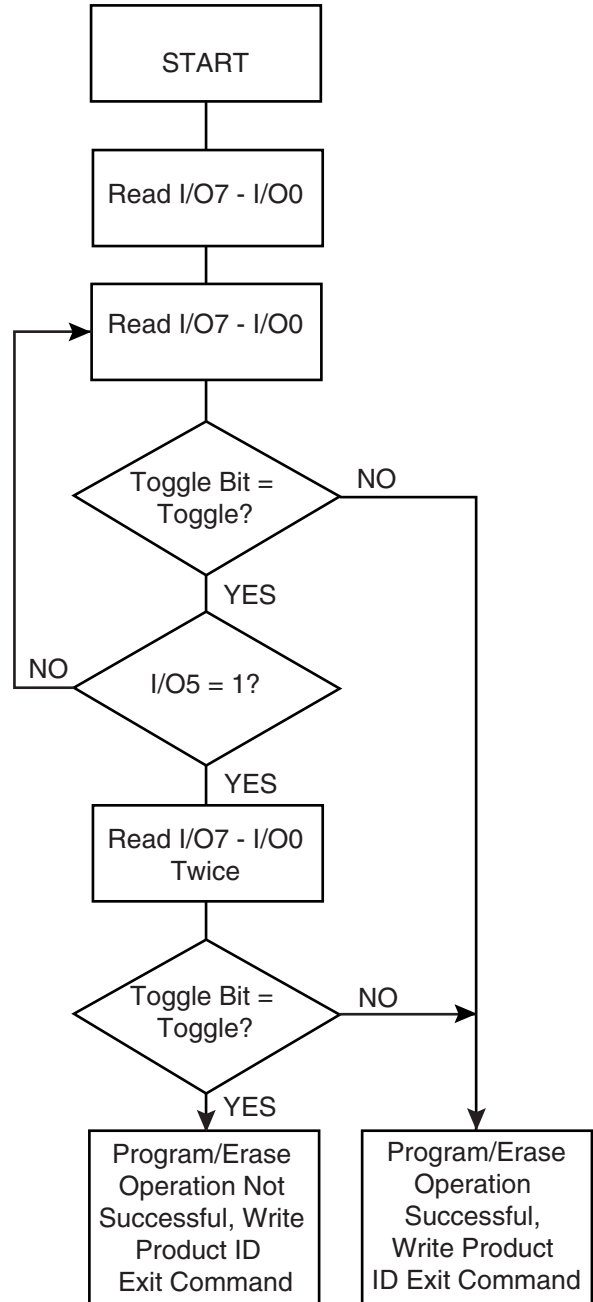 START
Read I/O7 - I/O0
Read I/O7 - I/O0
Toggle Bit =
Toggle?
NO
YES
NO
I/O5 = 1?
YES
Read I/O7 - I/O0
Twice
Toggle Bit =
Toggle?
NO
YES
Program/Erase
Operation Not
Successful, Write
Product ID
Exit Command
Program/Erase
Operation
Successful,
Write Product
ID Exit Command